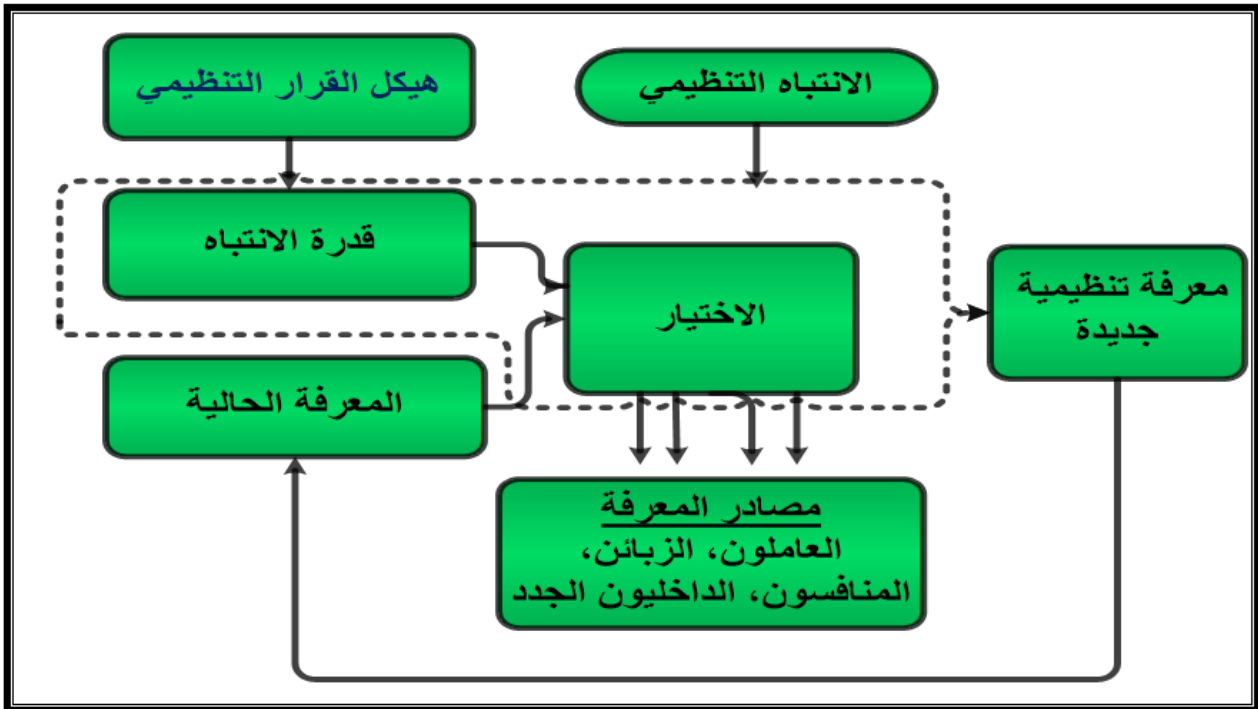 الانتباه التنظيمي
هيكل القرار التنظيمي
قدرة الانتباه
الاختيار
معرفة تنظيمية
جديدة
المعرفة الحالية
مصادر المعرفة
العاملون، الزبائن،
المنافسون، الداخليون الجدد